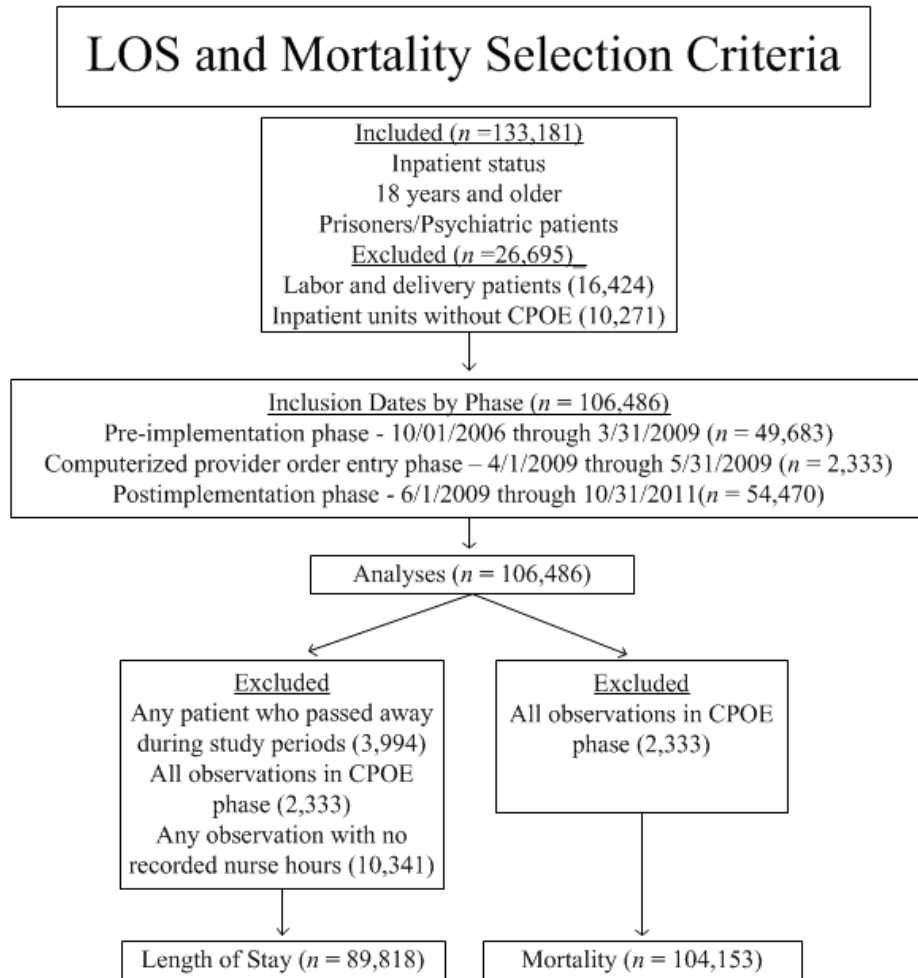 LOS and Mortality Selection Criteria
Included (n =133,181)
Inpatient status
18 years and older
Prisoners/Psychiatric patients
Excluded (n =26,695)_
Labor and delivery patients (16,424)
Inpatient units without CPOE (10,271)
Inclusion Dates by Phase (n = 106,486)
Pre-implementation phase - 10/01/2006 through 3/31/2009 (n = 49,683)
Computerized provider order entry phase – 4/1/2009 through 5/31/2009 (n = 2,333)
Postimplementation phase - 6/1/2009 through 10/31/2011(n = 54,470)
Analyses (n = 106,486)
Excluded
Any patient who passed away
during study periods (3,994)
All observations in CPOE
phase (2,333)
Any observation with no
recorded nurse hours (10,341)
Excluded
All observations in CPOE
phase (2,333)
Length of Stay (n = 89,818)
Mortality (n = 104,153)